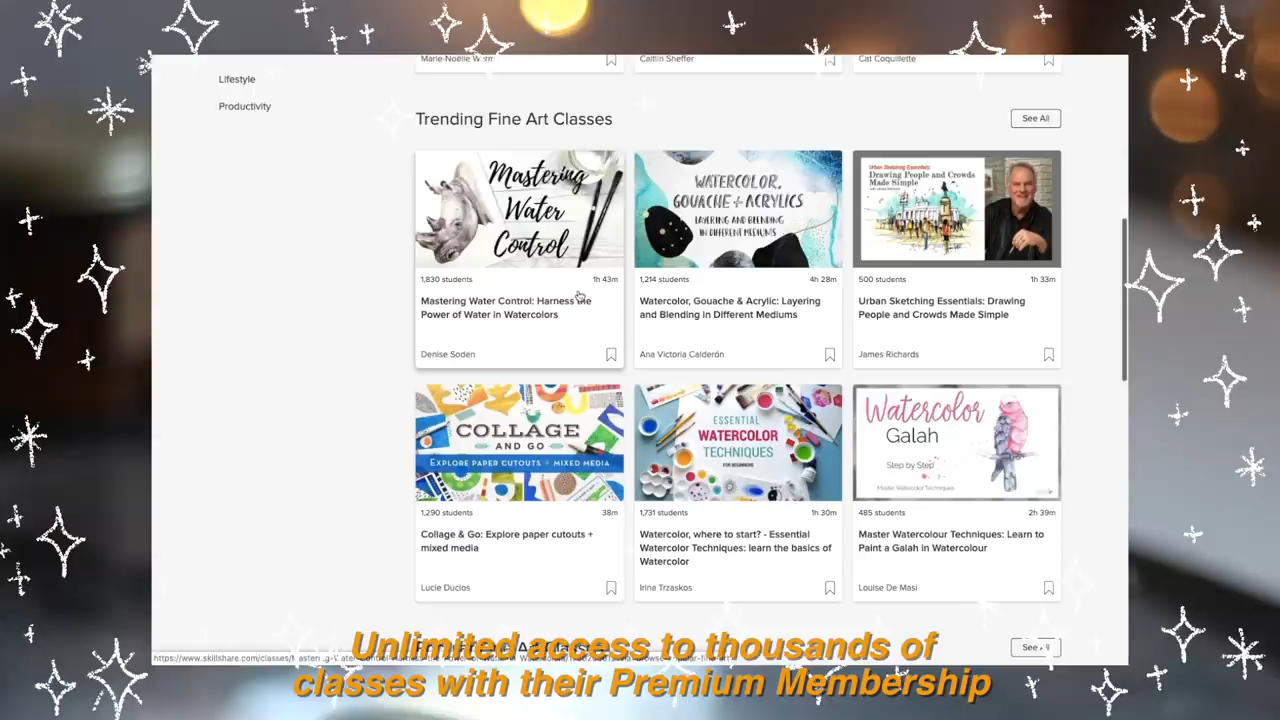 Marie-Noëlle
Caitlin Sheffer
Cat Coquillette
Lifestyle
Productivity
Trending Fine Art Classes
See All
Mastering
Water
Control
WATERCOLOR,
GOUACHE + ACRYLICS
LAYERING AND BLENDING
IN DIFFERENT MEDIUMS
Urban Sketching Essentials:
Drawing People and Crowds
Made Simple
1,830 students
1h 43m
1,214 students
4h 28m
500 students
1h 33m
Mastering Water Control: Harness the
Power of Water in Watercolors
Watercolor, Gouache & Acrylic: Layering
and Blending in Different Mediums
Urban Sketching Essentials: Drawing
People and Crowds Made Simple
Denise Soden
Ana Victoria Calderón
James Richards
COLLAGE
AND GO
EXPLORE PAPER CUTOUTS + MIXED MEDIA
ESSENTIAL
WATERCOLOR
TECHNIQUES
FOR BEGINNERS
Watercolor
Galah
Step by Step
Master Watercolor Techniques
1,290 students
38m
1,731 students
1h 30m
485 students
2h 39m
Collage & Go: Explore paper cutouts +
mixed media
Watercolor, where to start? - Essential
Watercolor Techniques: learn the basics of
Watercolor
Master Watercolour Techniques: Learn to
Paint a Galah in Watercolour
Lucie Duclos
Irina Trzaskos
Louise De Masi
See All
Unlimited access to thousands of
classes with their Premium Membership